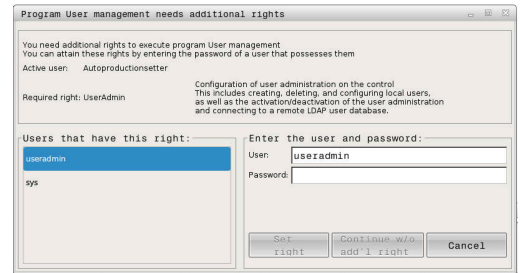 Program User management needs additional rights
You need additional rights to execute program User management
You can attain these rights by entering the password of a user that possesses them
Active user: Autoproductionsetter
Required right: UserAdmin
Configuration of user administration on the control
This includes creating, deleting, and configuring local users,
as well as the activation/deactivation of the user administration
and connecting to a remote LDAP user database.
Users that have this right:
useradmin
sys
Enter the user and password:
User: useradmin
Password:
Set right
Continue w/o add'l right
Cancel